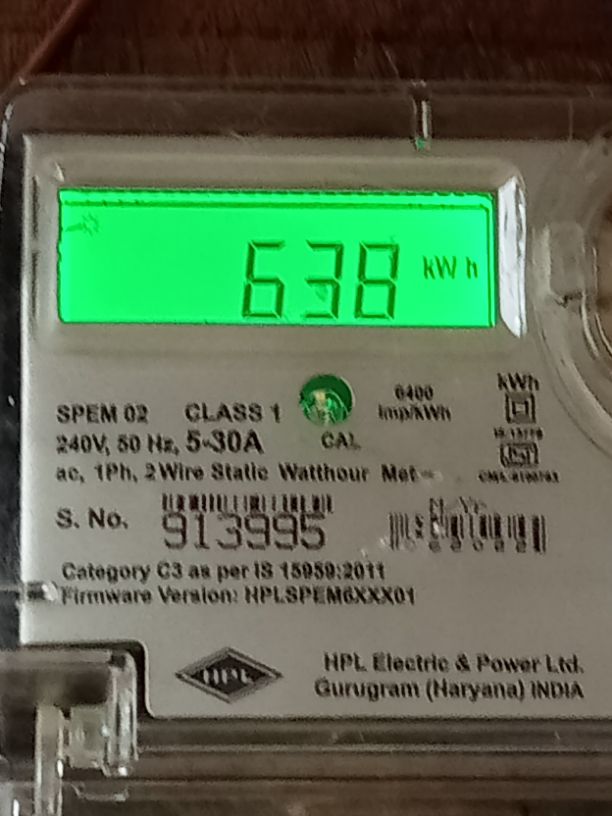 638 kWh
SPEM 02 CLASS 1
6400 Imp/kWh
kWh
240V, 50 Hz, 5-30A
CAL
ac, 1Ph, 2 Wire Static Watthour
S. No. 913995
Category C3 as per IS 15959:2011
Firmware Version: HPLSPEM6XXX01
HPL
HPL Electric & Power Ltd.
Gurugram (Haryana) INDIA